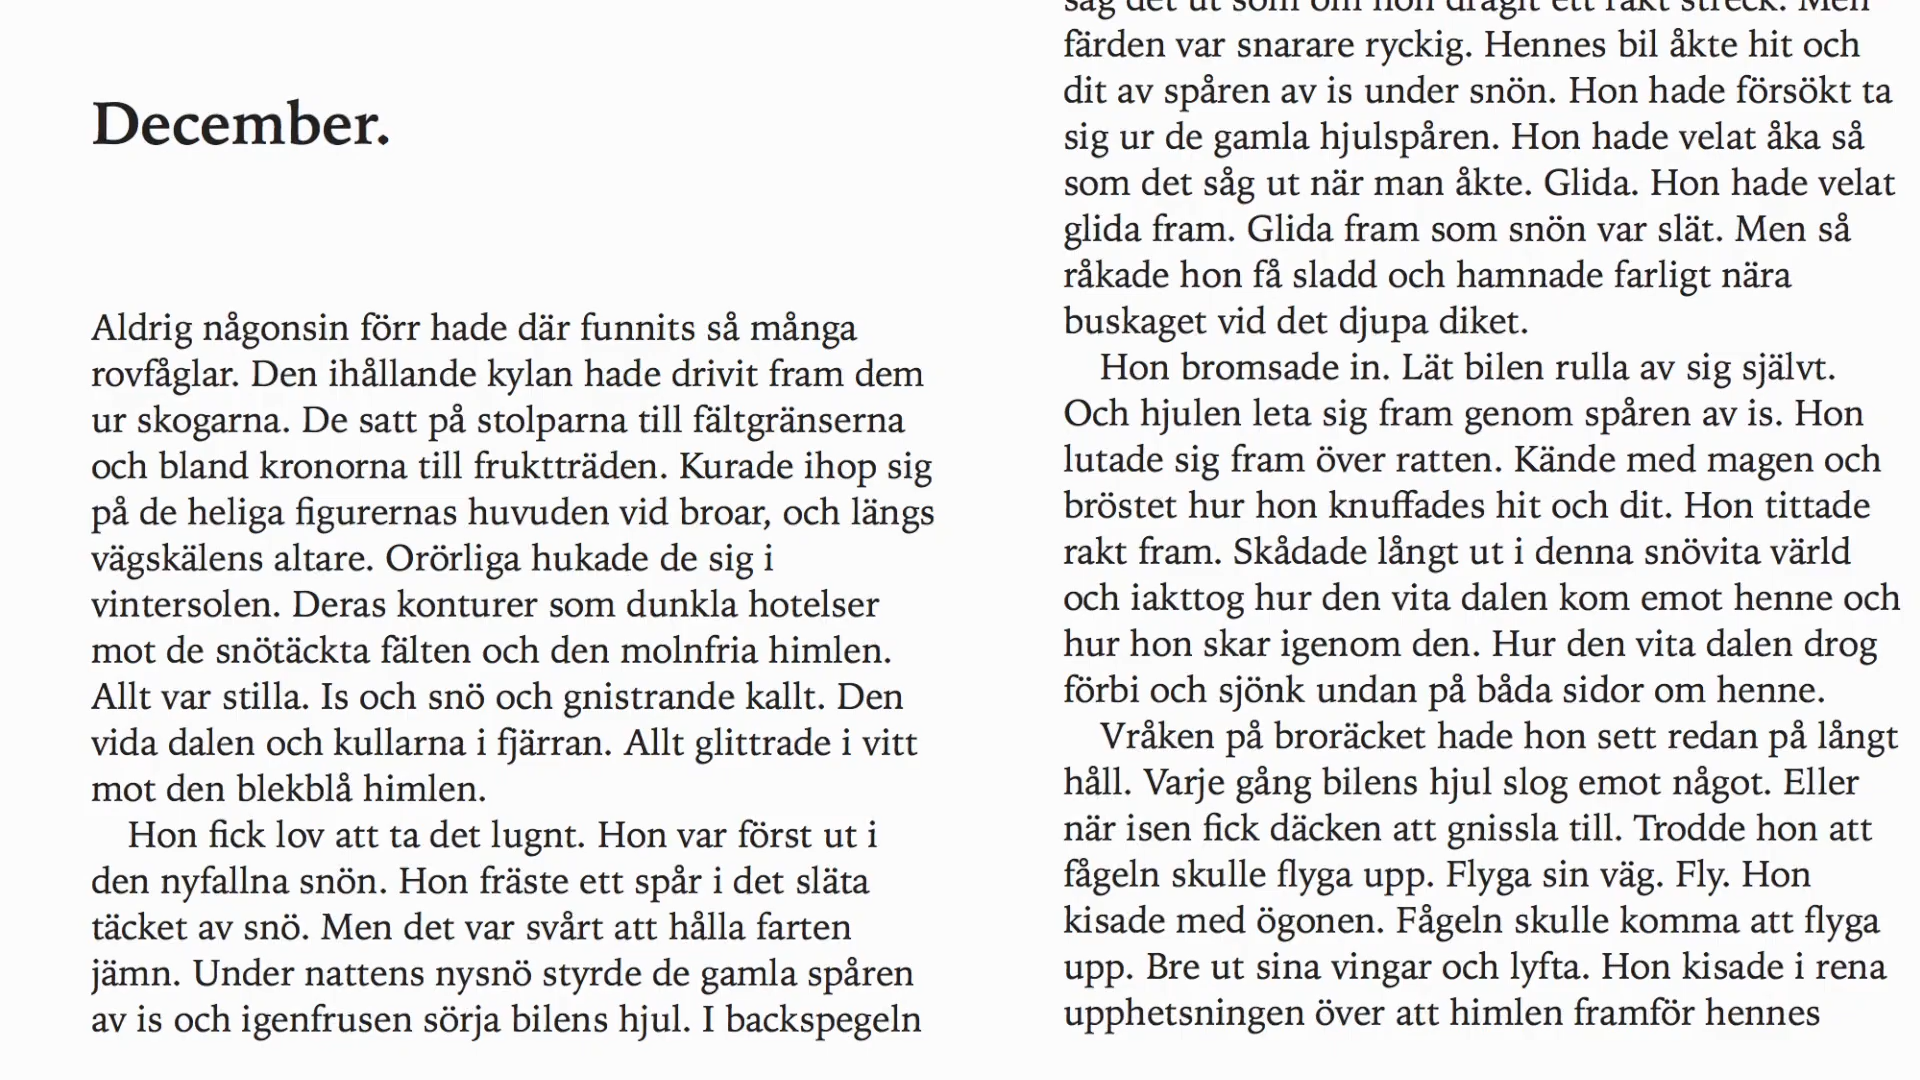 December.
Aldrig någonsin förr hade där funnits så många
rovfåglar. Den ihållande kylan hade drivit fram dem
ur skogarna. De satt på stolparna till fältgränserna
och bland kronorna till fruktträden. Kurade ihop sig
på de heliga figurernas huvuden vid broar, och längs
vägskälens altare. Orörliga hukade de sig i
vintersolen. Deras konturer som dunkla hotelser
mot de snötäckta fälten och den molnfria himlen.
Allt var stilla. Is och snö och gnistrande kallt. Den
vida dalen och kullarna i fjärran. Allt glittrade i vitt
mot den blekblå himlen.
Hon fick lov att ta det lugnt. Hon var först ut i
den nyfallna snön. Hon fräste ett spår i det släta
täcket av snö. Men det var svårt att hålla farten
jämn. Under nattens nysnö styrde de gamla spåren
av is och igenfrusen sörja bilens hjul. I backspegeln
såg det ut som om hon dragit ett rakt streck. Men
färden var snarare ryckig. Hennes bil åkte hit och
dit av spåren av is under snön. Hon hade försökt ta
sig ur de gamla hjulspåren. Hon hade velat åka så
som det såg ut när man åkte. Glida. Hon hade velat
glida fram. Glida fram som snön var slät. Men så
råkade hon få sladd och hamnade farligt nära
buskaget vid det djupa diket.
Hon bromsade in. Lät bilen rulla av sig självt.
Och hjulen leta sig fram genom spåren av is. Hon
lutade sig fram över ratten. Kände med magen och
bröstet hur hon knuffades hit och dit. Hon tittade
rakt fram. Skådade långt ut i denna snövita värld
och iakttog hur den vita dalen kom emot henne och
hur hon skar igenom den. Hur den vita dalen drog
förbi och sjönk undan på båda sidor om henne.
Vråken på broräcket hade hon sett redan på långt
håll. Varje gång bilens hjul slog emot något. Eller
när isen fick däcken att gnissla till. Trodde hon att
fågeln skulle flyga upp. Flyga sin väg. Fly. Hon
kisade med ögonen. Fågeln skulle komma att flyga
upp. Bre ut sina vingar och lyfta. Hon kisade i rena
upphetsningen över att himlen framför hennes